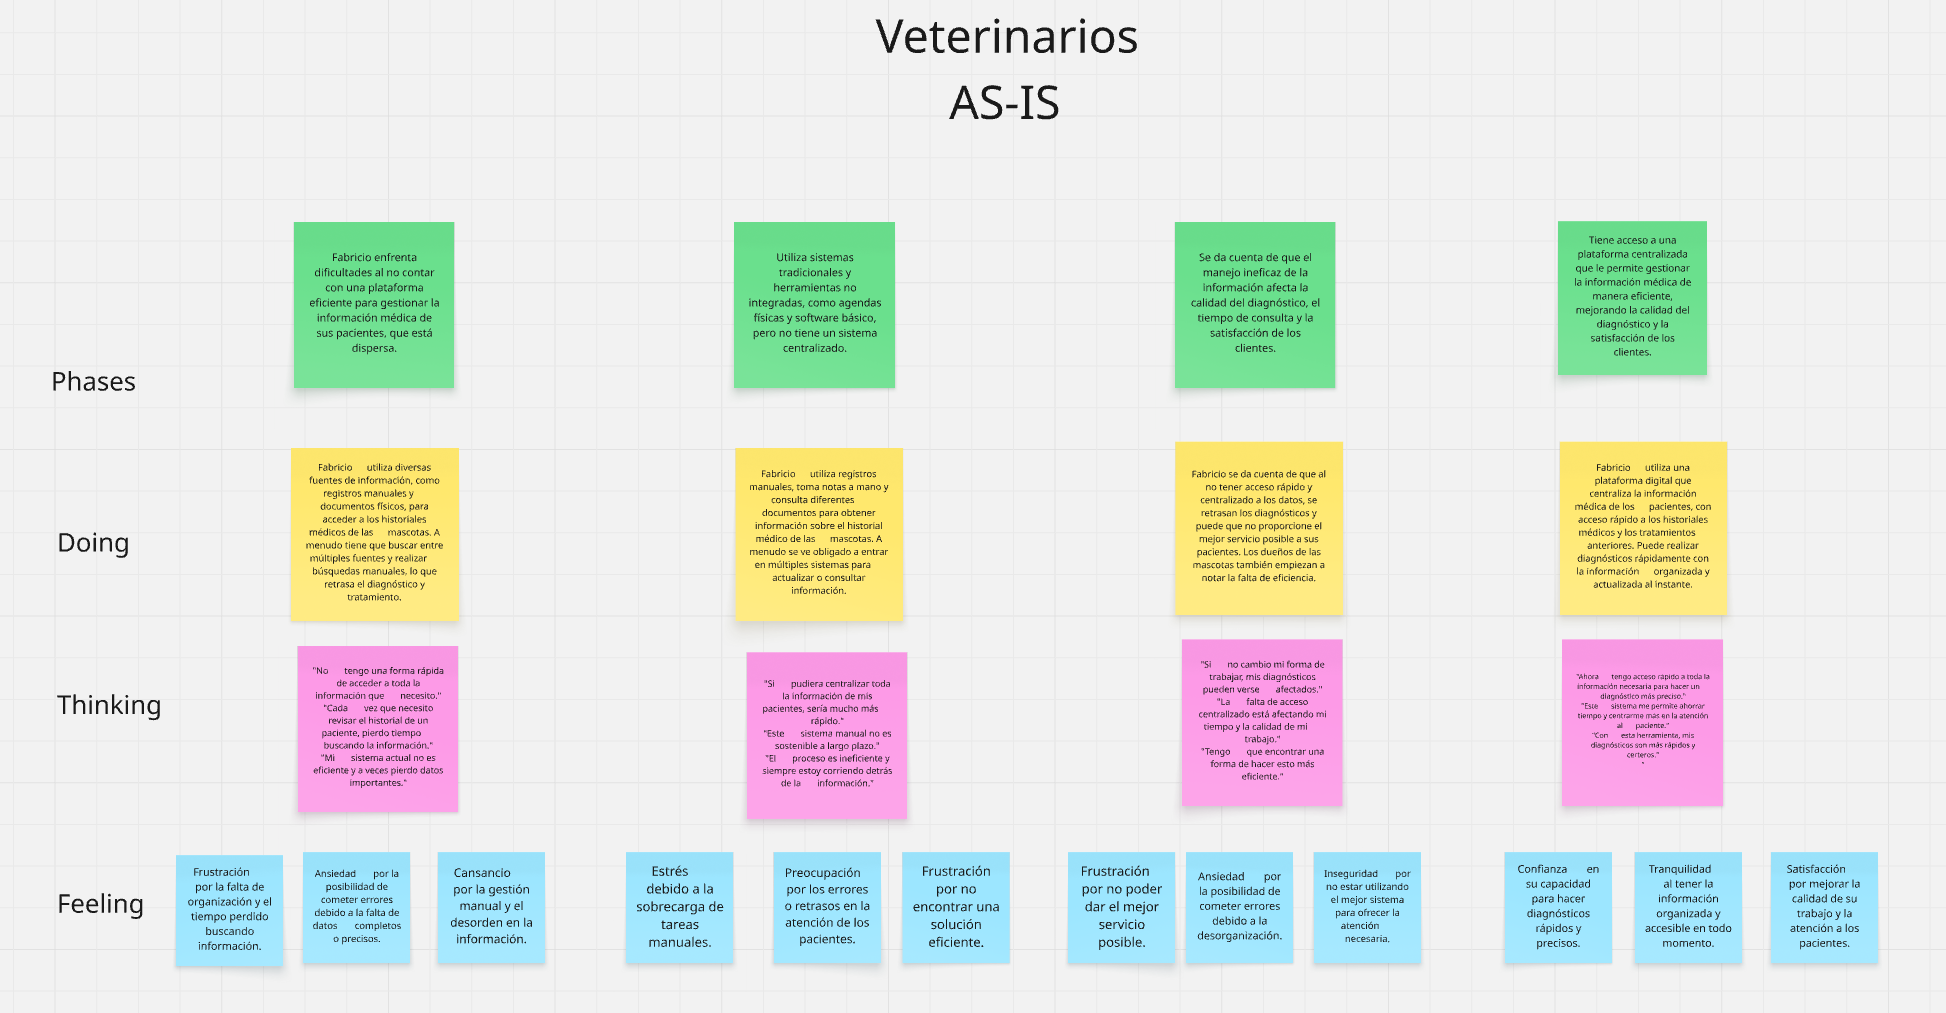 Veterinarios
AS-IS
Phases
Fabricio enfrenta
dificultades al no contar
con una plataforma
eficiente para gestionar la
información médica de
sus pacientes, que está
dispersa.
Utiliza sistemas
tradicionales y
herramientas no
integradas, como agendas
físicas y software básico,
pero no tiene un sistema
centralizado.
Se da cuenta de que el
manejo ineficaz de la
información afecta la
calidad del diagnóstico, el
tiempo de consulta y la
satisfacción de los
clientes.
Tiene acceso a una
plataforma centralizada
que le permite gestionar
la información médica de
manera eficiente,
mejorando la calidad del
diagnóstico y la
satisfacción de los
clientes.
Doing
Fabricio utiliza diversas
fuentes de información, como
registros manuales y
documentos físicos, para
acceder a los historiales
médicos de las mascotas. A
menudo tiene que buscar entre
múltiples fuentes y realizar
búsquedas manuales, lo que
retrasa el diagnóstico y
tratamiento.
Fabricio utiliza registros
manuales, toma notas a mano y
consulta diferentes
documentos para obtener
información sobre el historial
médico de las mascotas. A
menudo se ve obligado a entrar
en múltiples sistemas para
actualizar o consultar
información.
Fabricio se da cuenta de que al
no tener acceso rápido y
centralizado a los datos, se
retrasan los diagnósticos y
puede que no proporcione el
mejor servicio posible a sus
pacientes. Los dueños de las
mascotas también empiezan a
notar la falta de eficiencia.
Fabricio utiliza una
plataforma digital que
centraliza la información
médica de los pacientes, con
acceso rápido a los historiales
médicos y los tratamientos
anteriores. Puede realizar
diagnósticos rápidamente con
la información organizada y
actualizada al instante.
Thinking
"No tengo una forma rápida
de acceder a toda la
información que necesito."
"Cada vez que necesito
revisar el historial de un
paciente, pierdo tiempo
buscando la información."
"Mi sistema actual no es
eficiente y a veces pierdo datos
importantes."
"Si pudiera centralizar toda
la información de mis
pacientes, sería mucho más
rápido."
"Este sistema manual no es
sostenible a largo plazo."
"El proceso es ineficiente y
siempre estoy corriendo detrás
de la información."
"Si no cambio mi forma de
trabajar, mis diagnósticos
pueden verse afectados."
"La falta de acceso
centralizado está afectando mi
tiempo y la calidad de mi
trabajo."
"Tengo que encontrar una
forma de hacer esto más
eficiente."
"Ahora tengo acceso rápido a toda la
información necesaria para hacer un
diagnóstico más preciso."
"Este sistema me permite ahorrar
tiempo y centrarme más en la atención
al paciente."
"Con esta herramienta, mis
diagnósticos son más rápidos y
certeros."
"
Feeling
Frustración
por la falta de
organización y el
tiempo perdido
buscando
información.
Ansiedad por la
posibilidad de
cometer errores
debido a la falta de
datos completos
o precisos.
Cansancio
por la gestión
manual y el
desorden en la
información.
Estrés
debido a la
sobrecarga de
tareas
manuales.
Preocupación
por los errores
o retrasos en la
atención de los
pacientes.
Frustración
por no
encontrar una
solución
eficiente.
Frustración
por no poder
dar el mejor
servicio
posible.
Ansiedad por
la posibilidad de
cometer errores
debido a la
desorganización.
Inseguridad por
no estar utilizando
el mejor sistema
para ofrecer la
atención
necesaria.
Confianza en
su capacidad
para hacer
diagnósticos
rápidos y
precisos.
Tranquilidad
al tener la
información
organizada y
accesible en todo
momento.
Satisfacción
por mejorar la
calidad de su
trabajo y la
atención a los
pacientes.